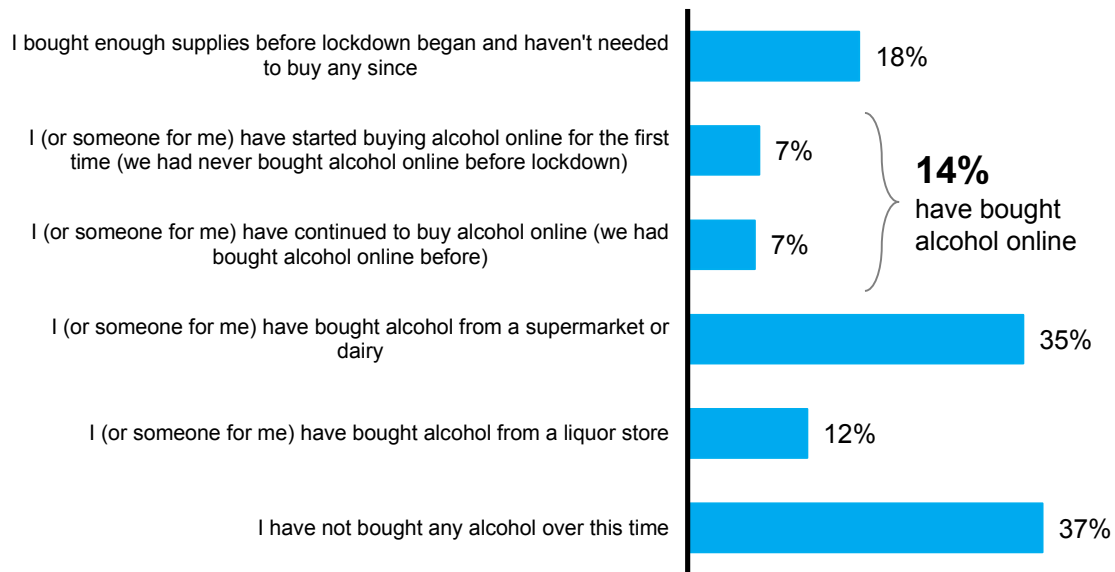 I bought enough supplies before lockdown began and haven't needed
to buy any since
18%
I (or someone for me) have started buying alcohol online for the first
time (we had never bought alcohol online before lockdown)
7%
I (or someone for me) have continued to buy alcohol online (we had
bought alcohol online before)
7%
14%
have bought
alcohol online
I (or someone for me) have bought alcohol from a supermarket or
dairy
35%
I (or someone for me) have bought alcohol from a liquor store
12%
I have not bought any alcohol over this time
37%